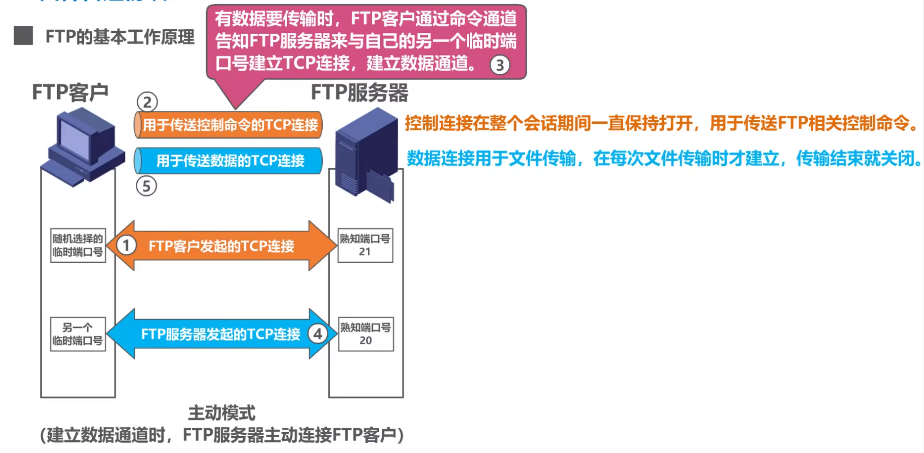 FTP的基本工作原理
有数据要传输时，FTP客户通过命令通道
告知FTP服务器来与自己的另一个临时端
口号建立TCP连接，建立数据通道。③
FTP客户
FTP服务器
②
用于传送控制命令的TCP连接
控制连接在整个会话期间一直保持打开，用于传送FTP相关控制命令。
用于传送数据的TCP连接
数据连接用于文件传输，在每次文件传输时才建立，传输结束就关闭。
⑤
随机选择的
临时端口号
① FTP客户发起的TCP连接
熟知端口号
21
另一个
临时端口号
FTP服务器发起的TCP连接 ④
熟知端口号
20
主动模式
(建立数据通道时，FTP服务器主动连接FTP客户)